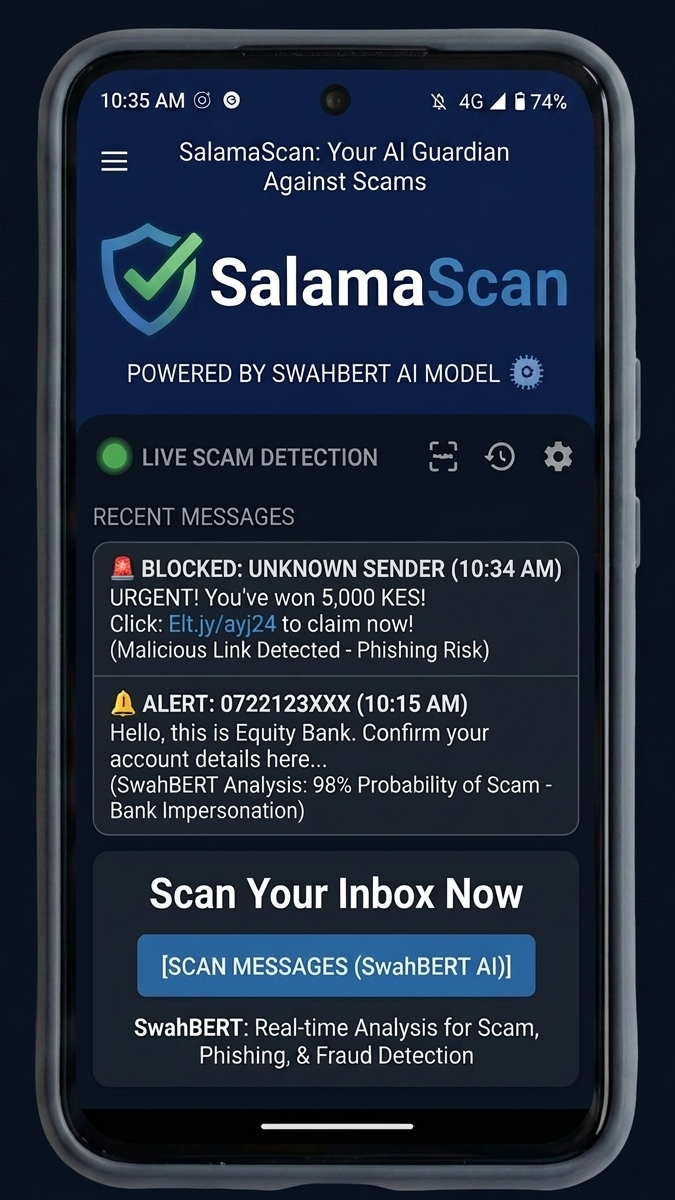 10:35 AM
4G 74%
SalamaScan: Your AI Guardian
Against Scams
SalamaScan
POWERED BY SWAHBERT AI MODEL
LIVE SCAM DETECTION
RECENT MESSAGES
🚨 BLOCKED: UNKNOWN SENDER (10:34 AM)
URGENT! You've won 5,000 KES!
Click: Elt.jy/ayj24 to claim now!
(Malicious Link Detected - Phishing Risk)
🔔 ALERT: 0722123XXX (10:15 AM)
Hello, this is Equity Bank. Confirm your
account details here...
(SwahBERT Analysis: 98% Probability of Scam -
Bank Impersonation)
Scan Your Inbox Now
[SCAN MESSAGES (SwahBERT AI)]
SwahBERT: Real-time Analysis for Scam,
Phishing, & Fraud Detection